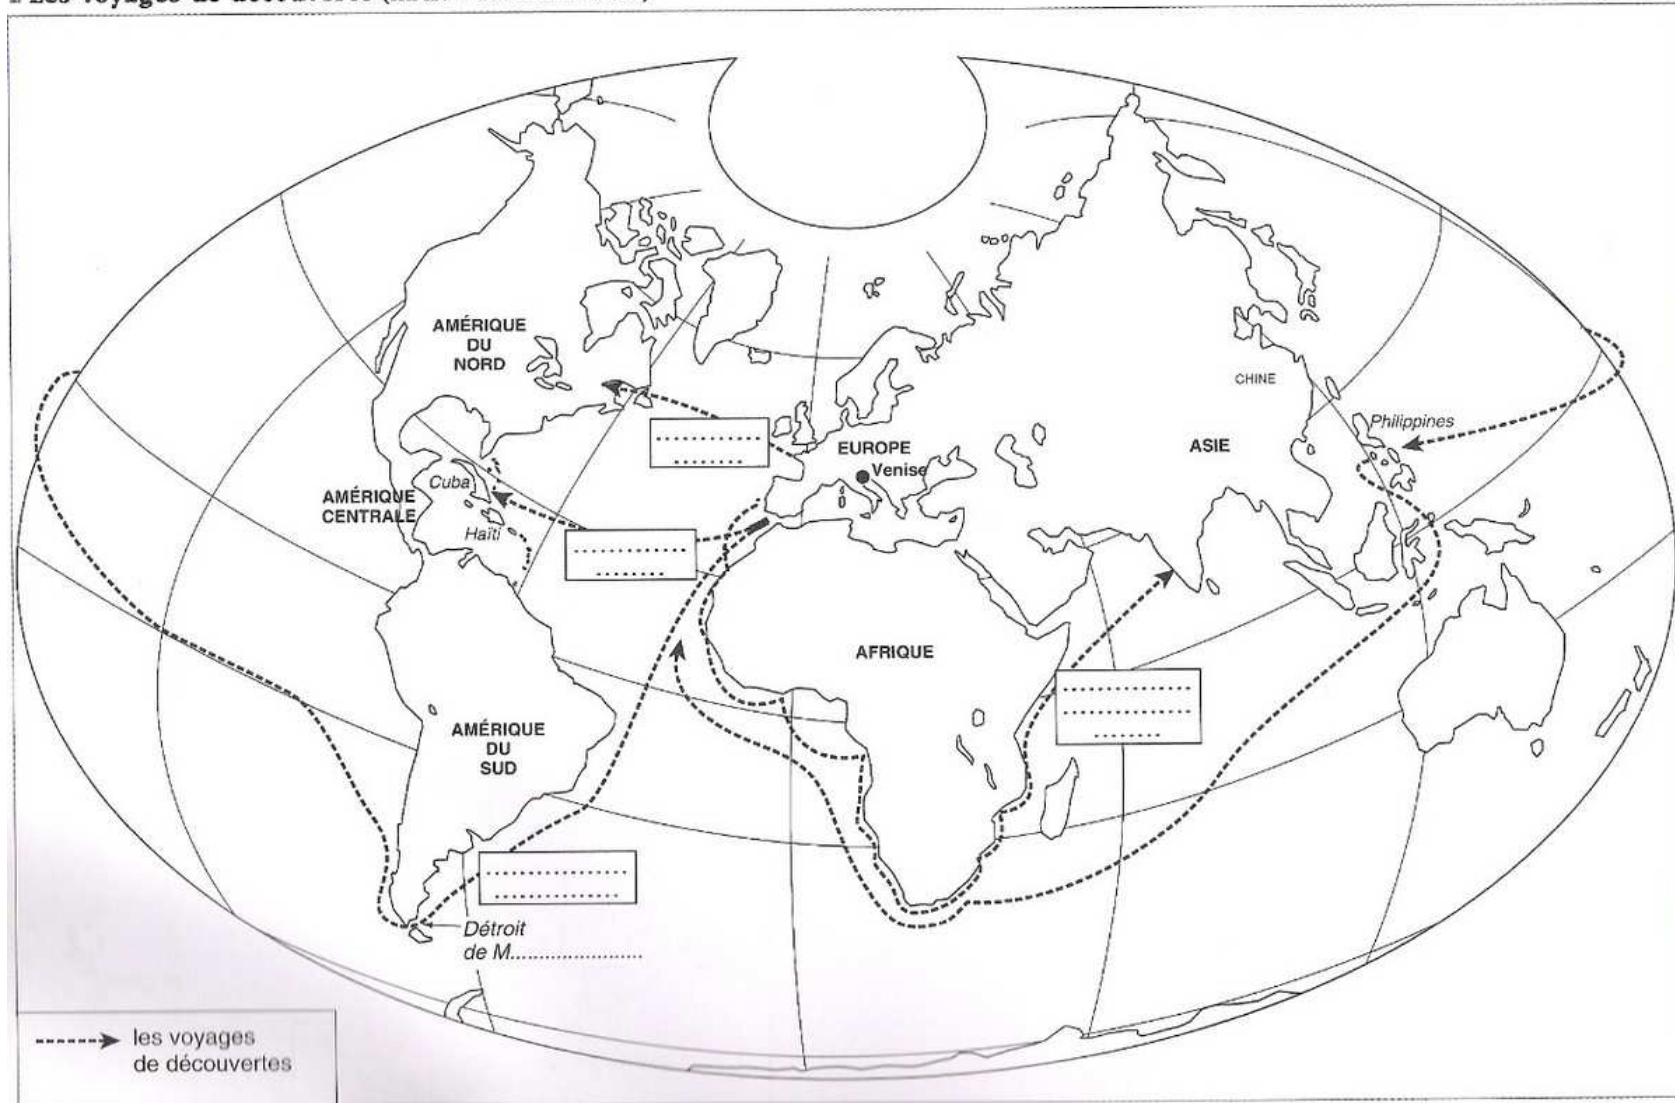 AMÉRIQUE
DU
NORD
CHINE
Philippines
EUROPE
ASIE
Venise
Cuba
AMÉRIQUE
CENTRALE
Haïti
AFRIQUE
AMÉRIQUE
DU
SUD
Détroit
de M......................
les voyages
de découvertes